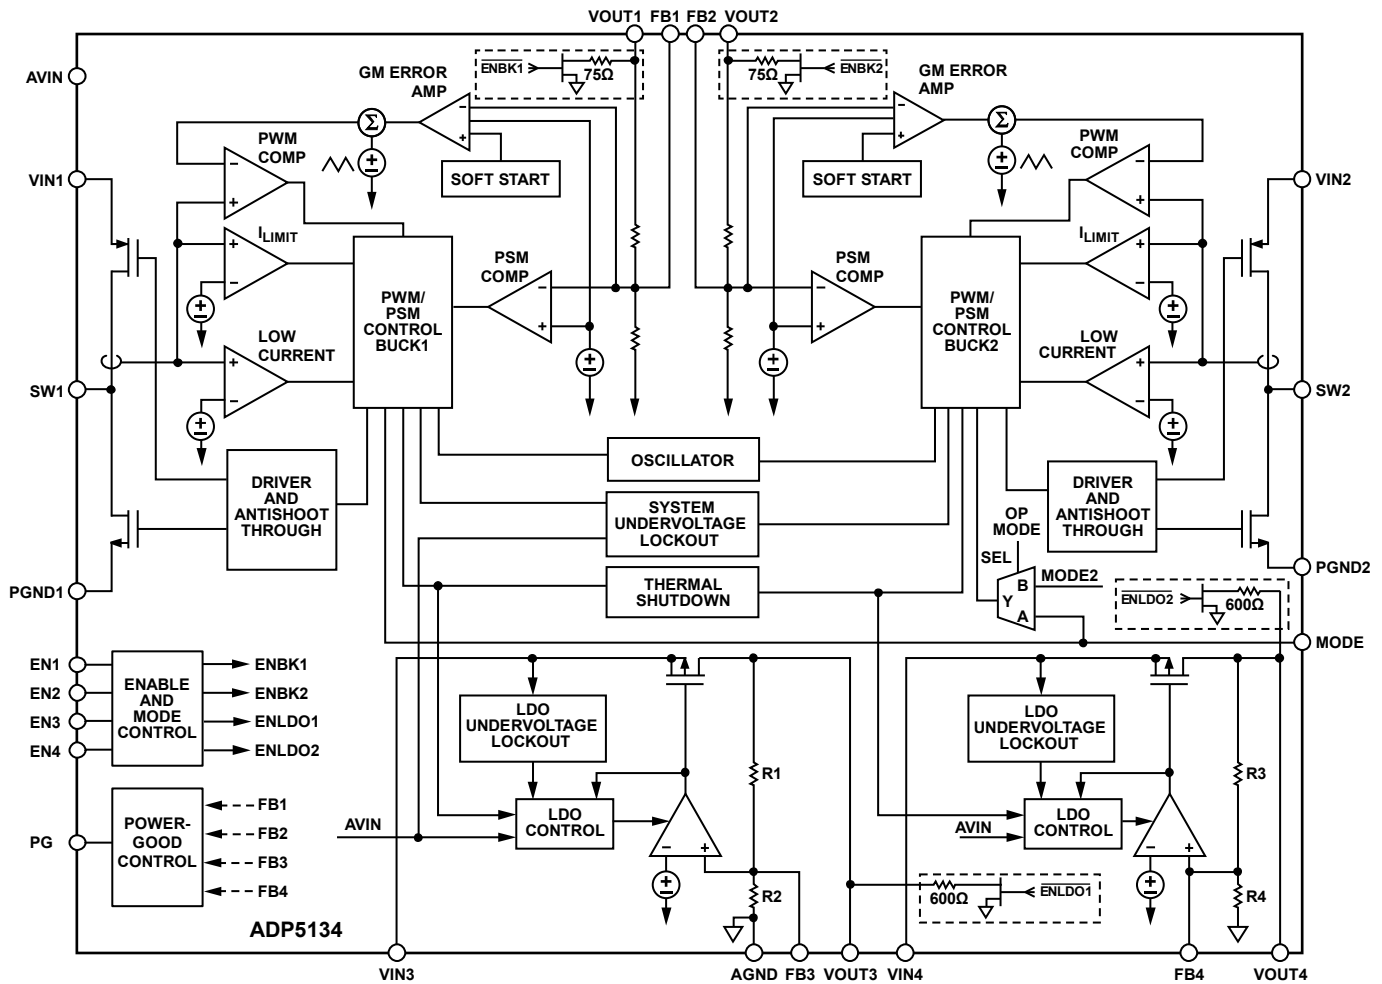 VOUT1 FB1 FB2 VOUT2
AVIN
GM ERROR
AMP
ENBK1
75Ω
75Ω
ENBK2
GM ERROR
AMP
Σ
Σ
PWM
COMP
PWM
COMP
SOFT START
SOFT START
VIN1
VIN2
ILIMIT
ILIMIT
PSM
COMP
PSM
COMP
PWM/
PSM
CONTROL
BUCK1
PWM/
PSM
CONTROL
BUCK2
LOW
CURRENT
LOW
CURRENT
SW1
SW2
OSCILLATOR
DRIVER
AND
ANTISHOOT
THROUGH
SYSTEM
UNDERVOLTAGE
LOCKOUT
DRIVER
AND
ANTISHOOT
THROUGH
OP
MODE
SEL
B
Y
A
MODE2
THERMAL
SHUTDOWN
ENLDO2
600Ω
PGND1
PGND2
MODE
EN1
EN2
EN3
EN4
ENABLE
AND
MODE
CONTROL
ENBK1
ENBK2
ENLDO1
ENLDO2
LDO
UNDERVOLTAGE
LOCKOUT
LDO
UNDERVOLTAGE
LOCKOUT
R1
R3
PG
POWER-
GOOD
CONTROL
FB1
FB2
FB3
FB4
AVIN
LDO
CONTROL
AVIN
LDO
CONTROL
R2
600Ω
ENLDO1
R4
ADP5134
VIN3
AGND
FB3
VOUT3
VIN4
FB4
VOUT4